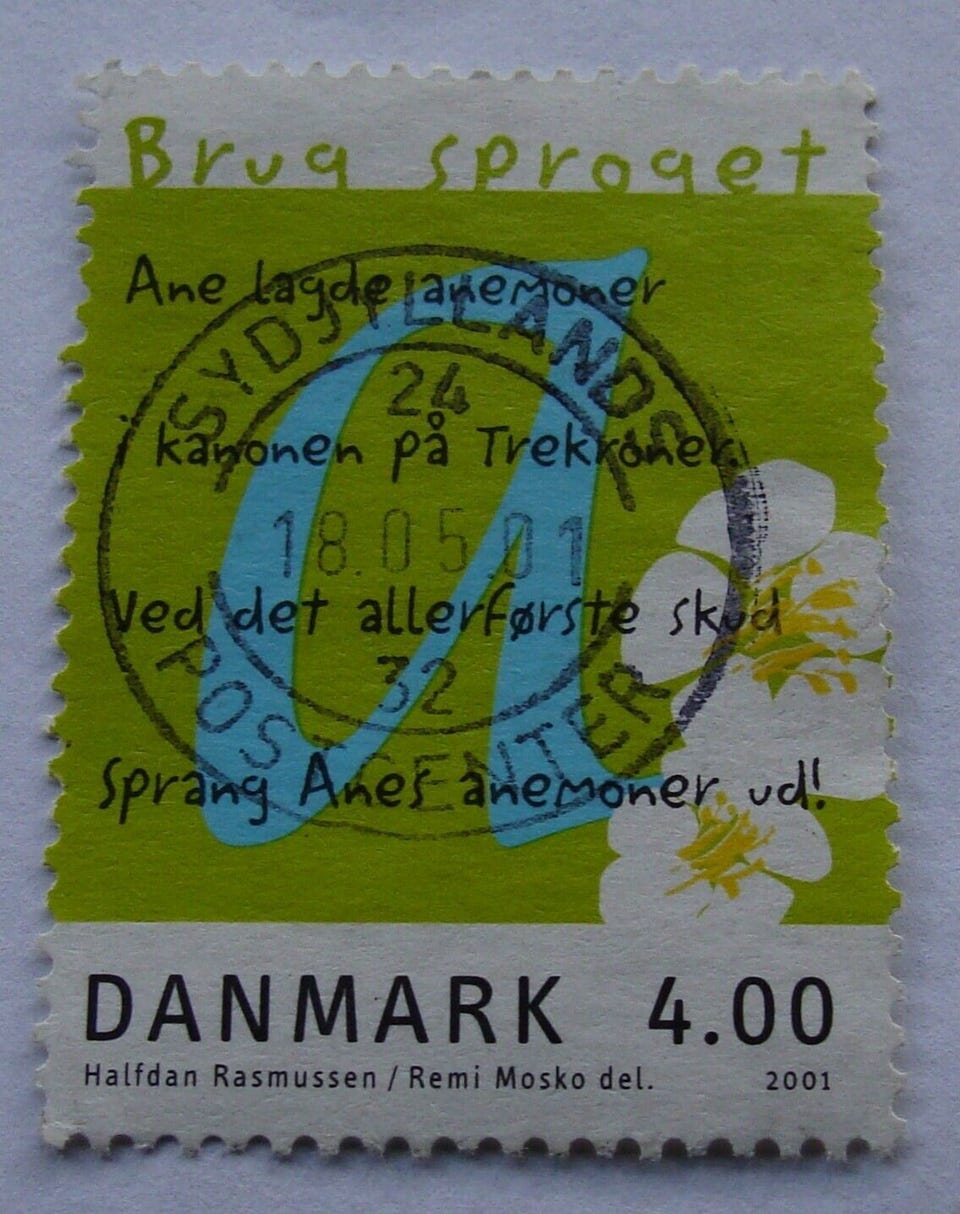 Brug sproget
Ane lagde anemoner
i kanonen på Trekroner.
Ved det allerførste skud
sprang Anes anemoner ud!
a
SYDJYLLANDS
24
18.05.01
32
POSTCENTER
DANMARK 4.00
Halfdan Rasmussen / Remi Mosko del. 2001